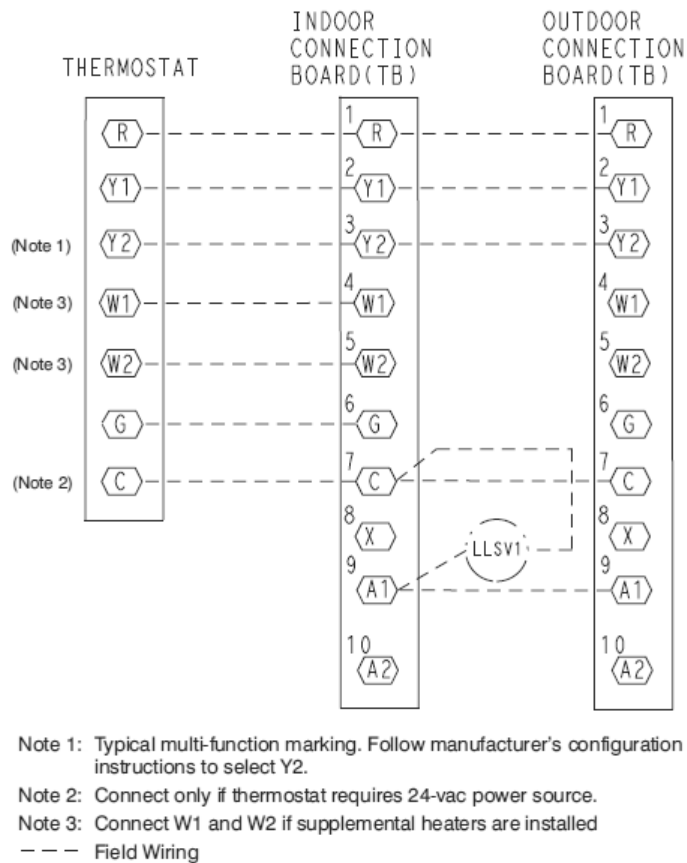 INDOOR
CONNECTION
BOARD(TB)
OUTDOOR
CONNECTION
BOARD(TB)
THERMOSTAT
R 1 R 1 R
Y1 2 Y1 2 Y1
(Note 1) Y2 3 Y2 3 Y2
(Note 3) W1 4 W1 4 W1
(Note 3) W2 5 W2 5 W2
G 6 G 6 G
(Note 2) C 7 C 7 C
8 X 8 X
LLSV1
9 A1 9 A1
10 A2 10 A2
Note 1: Typical multi-function marking. Follow manufacturer's configuration
instructions to select Y2.
Note 2: Connect only if thermostat requires 24-vac power source.
Note 3: Connect W1 and W2 if supplemental heaters are installed
Field Wiring